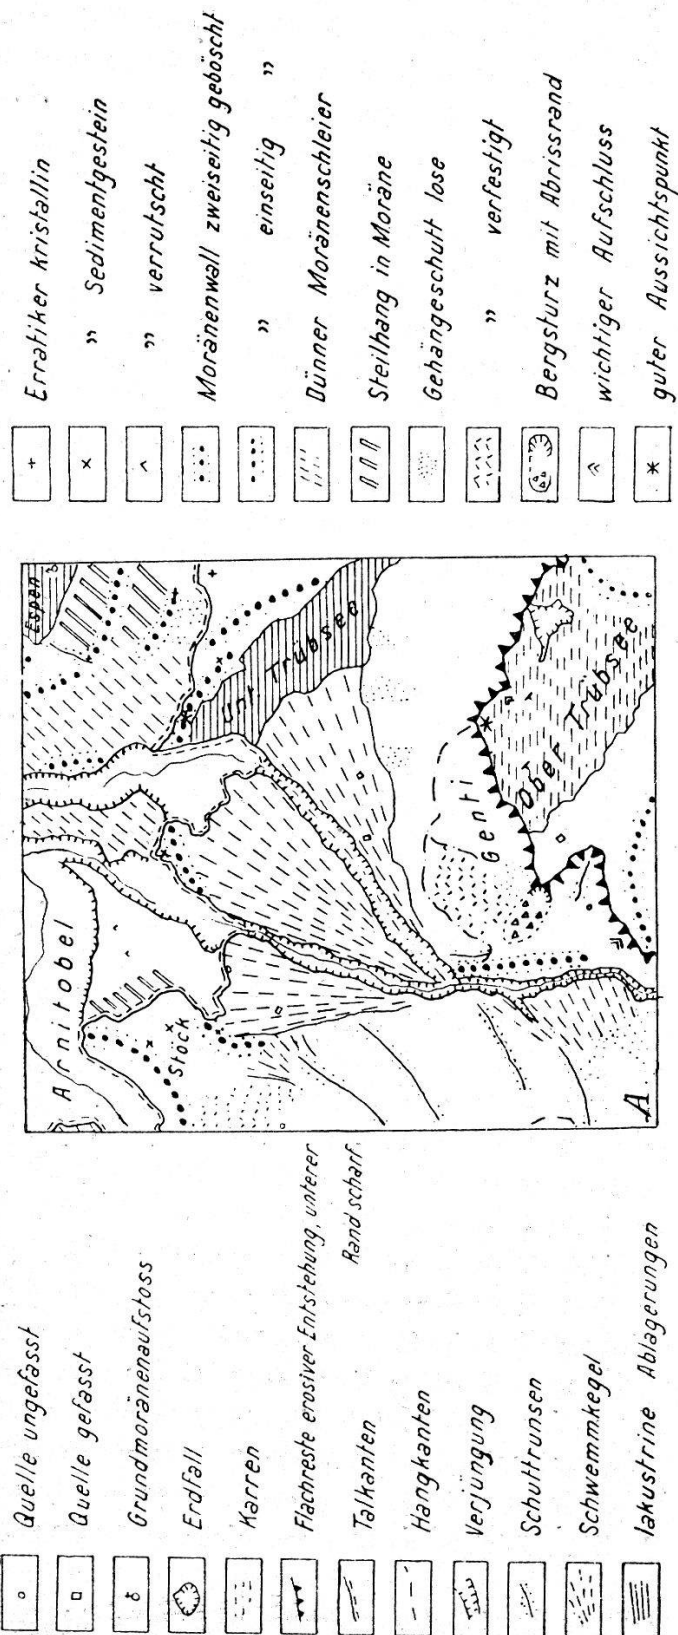 Quelle ungefasst
Quelle gefasst
Grundmoränenaufstoss
Erdfall
Karren
Flachreste erosiver Entstehung, unterer
Rand scharf.
Talkanten
Hangkanten
Verjüngung
Schuttrunsen
Schwemmkegel
lakustrine Ablagerungen
Arnitobel
Stock
Espen
Unt Trübsee
Genti
Ober Trübsee
A
Erratiker kristallin
,, Sedimentgestein
,, verrutscht
Moränenwall zweiseitig geböscht
,, einseitig ,,
Dünner Moränenschleier
Steilhang in Moräne
Gehängeschutt lose
,, verfestigt
Bergsturz mit Abrissrand
wichtiger Aufschluss
guter Aussichtspunkt